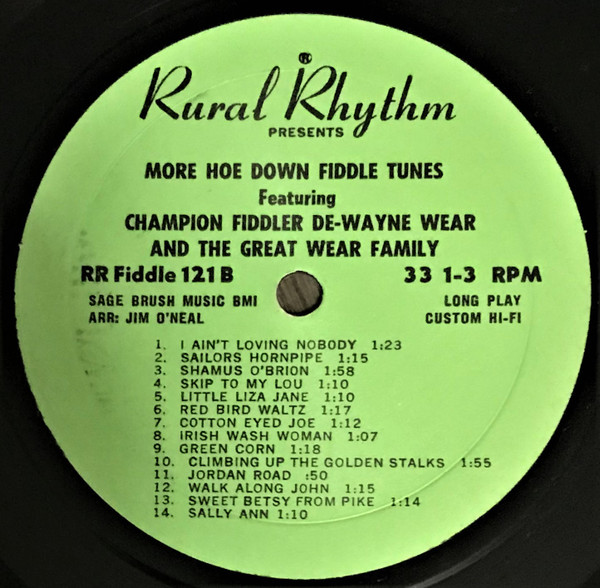 Rural Rhythm ®
PRESENTS
MORE HOE DOWN FIDDLE TUNES
Featuring
CHAMPION FIDDLER DE-WAYNE WEAR
AND THE GREAT WEAR FAMILY
RR Fiddle 121 B 33 1-3 RPM
SAGE BRUSH MUSIC BMI LONG PLAY
ARR: JIM O'NEAL CUSTOM HI-FI
1. I AIN'T LOVING NOBODY 1:23
2. SAILORS HORNPIPE 1:15
3. SHAMUS O'BRION 1:58
4. SKIP TO MY LOU 1:10
5. LITTLE LIZA JANE 1:10
6. RED BIRD WALTZ 1:17
7. COTTON EYED JOE 1:12
8. IRISH WASH WOMAN 1:07
9. GREEN CORN 1:18
10. CLIMBING UP THE GOLDEN STALKS 1:55
11. JORDAN ROAD :50
12. WALK ALONG JOHN 1:15
13. SWEET BETSY FROM PIKE 1:14
14. SALLY ANN 1:10